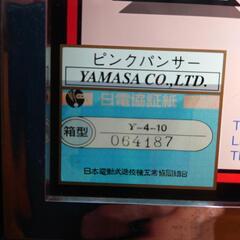 ピンクパンサー
YAMASA CO.,LTD.
日電協証紙
箱型
Y-4-10
064187
日本電動式遊技機工業協同組合
T
L
T